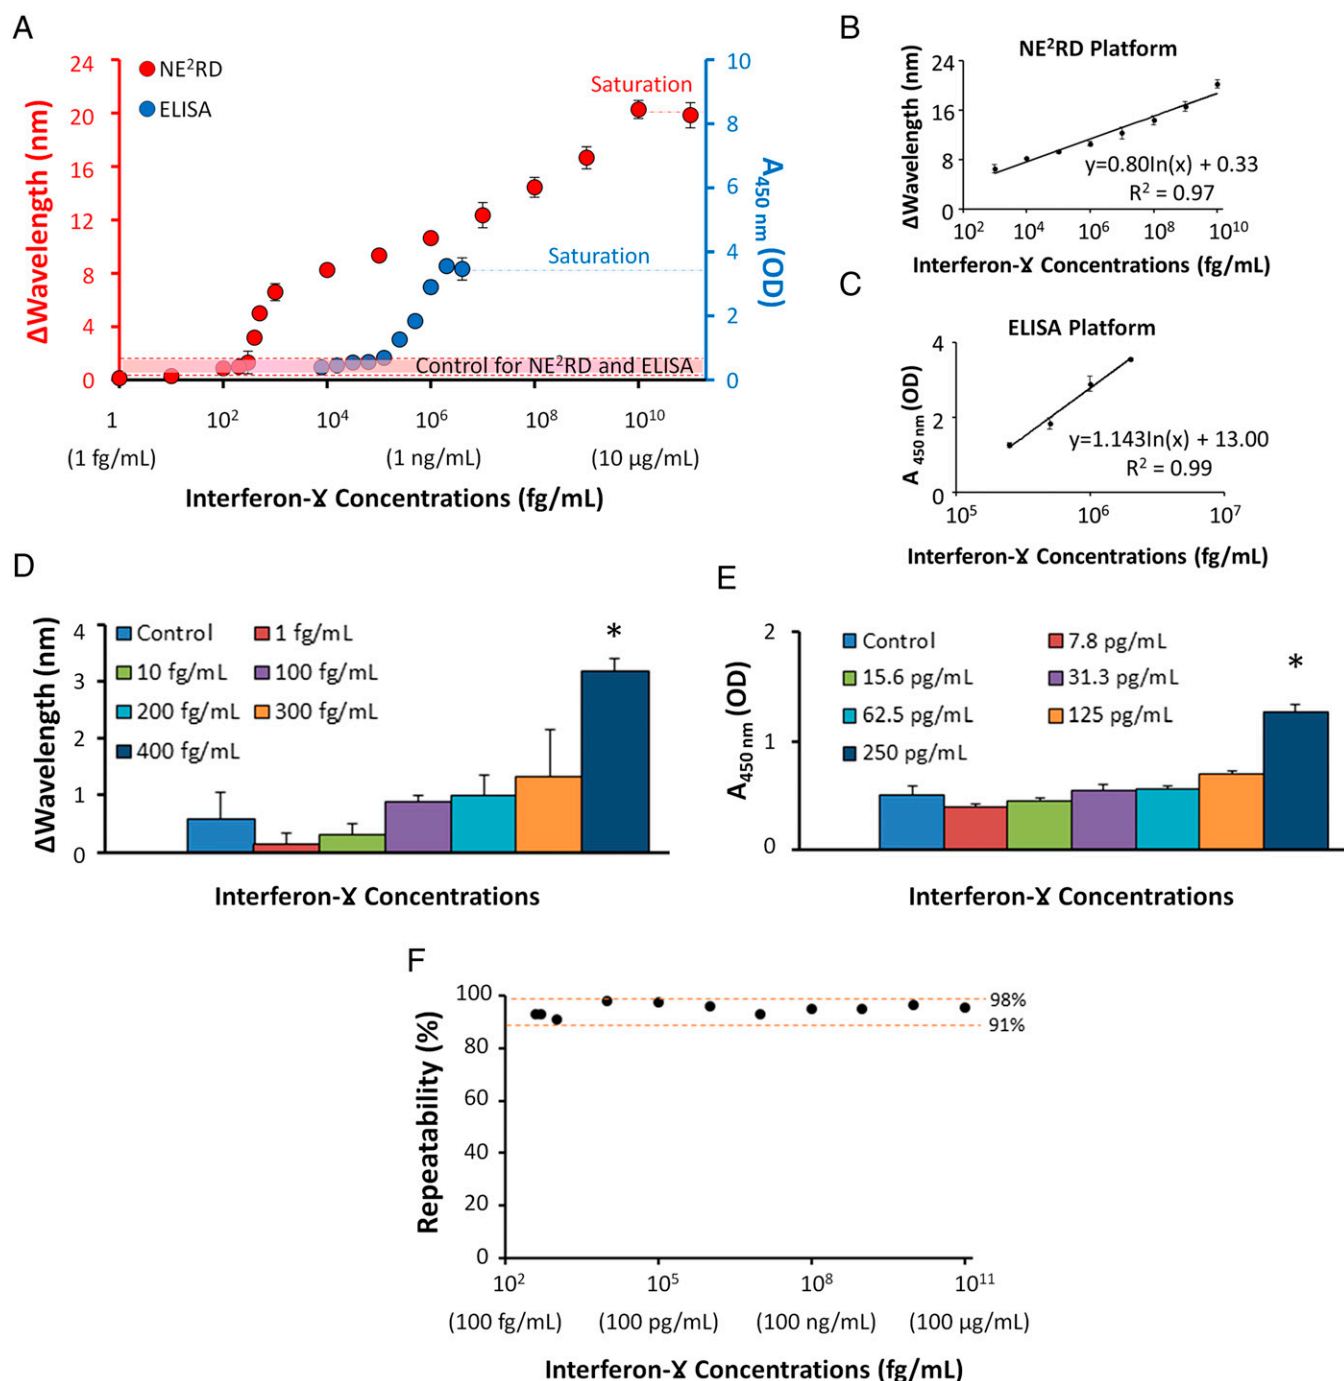 A
24
20
16
12
8
4
0
ΔWavelength (nm)
NE²RD
ELISA
Saturation
Saturation
Control for NE²RD and ELISA
10
8
6
4
2
0
A450 nm (OD)
1
10²
10⁴
10⁶
10⁸
10¹⁰
(1 fg/mL)
(1 ng/mL)
(10 µg/mL)
Interferon-Ɣ Concentrations (fg/mL)
B
NE²RD Platform
24
16
8
0
ΔWavelength (nm)
y=0.80ln(x) + 0.33
R² = 0.97
10²
10⁴
10⁶
10⁸
10¹⁰
Interferon-Ɣ Concentrations (fg/mL)
C
ELISA Platform
4
2
0
A 450 nm (OD)
y=1.143ln(x) + 13.00
R² = 0.99
10⁵
10⁶
10⁷
Interferon-Ɣ Concentrations (fg/mL)
D
4
3
2
1
0
ΔWavelength (nm)
Control
1 fg/mL
10 fg/mL
100 fg/mL
200 fg/mL
300 fg/mL
400 fg/mL
*
Interferon-Ɣ Concentrations
E
2
1
0
A450 nm (OD)
Control
7.8 pg/mL
15.6 pg/mL
31.3 pg/mL
62.5 pg/mL
125 pg/mL
250 pg/mL
*
Interferon-Ɣ Concentrations
F
100
80
60
40
20
0
Repeatability (%)
98%
91%
10²
10⁵
10⁸
10¹¹
(100 fg/mL)
(100 pg/mL)
(100 ng/mL)
(100 µg/mL)
Interferon-Ɣ Concentrations (fg/mL)